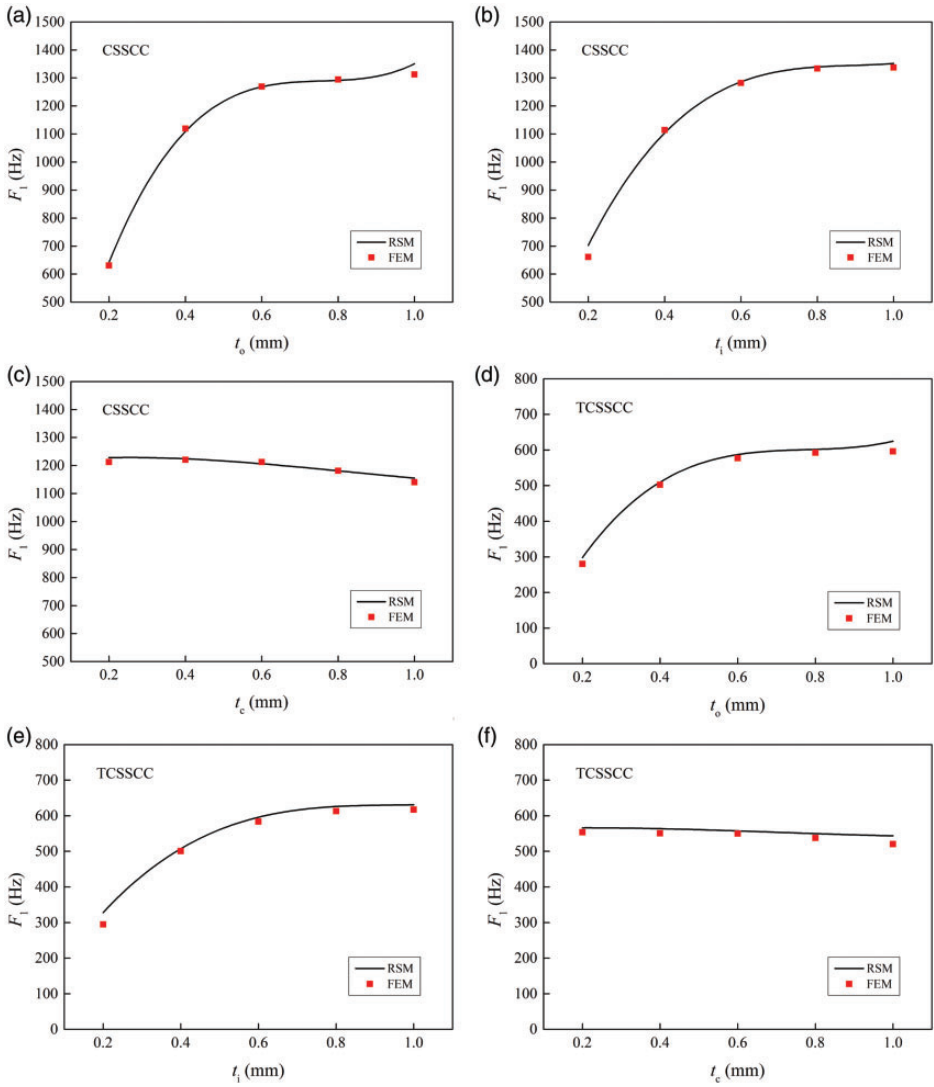 (a)
1500
1400
1300
1200
1100
1000
900
800
700
600
500
F1 (Hz)
CSSCC
RSM
FEM
0.2 0.4 0.6 0.8 1.0
to (mm)
(b)
1500
1400
1300
1200
1100
1000
900
800
700
600
500
F1 (Hz)
CSSCC
RSM
FEM
0.2 0.4 0.6 0.8 1.0
ti (mm)
(c)
1500
1400
1300
1200
1100
1000
900
800
700
600
500
F1 (Hz)
CSSCC
RSM
FEM
0.2 0.4 0.6 0.8 1.0
tc (mm)
(d)
800
700
600
500
400
300
200
100
0
F1 (Hz)
TCSSCC
RSM
FEM
0.2 0.4 0.6 0.8 1.0
to (mm)
(e)
800
700
600
500
400
300
200
100
0
F1 (Hz)
TCSSCC
RSM
FEM
0.2 0.4 0.6 0.8 1.0
ti (mm)
(f)
800
700
600
500
400
300
200
100
0
F1 (Hz)
TCSSCC
RSM
FEM
0.2 0.4 0.6 0.8 1.0
tc (mm)